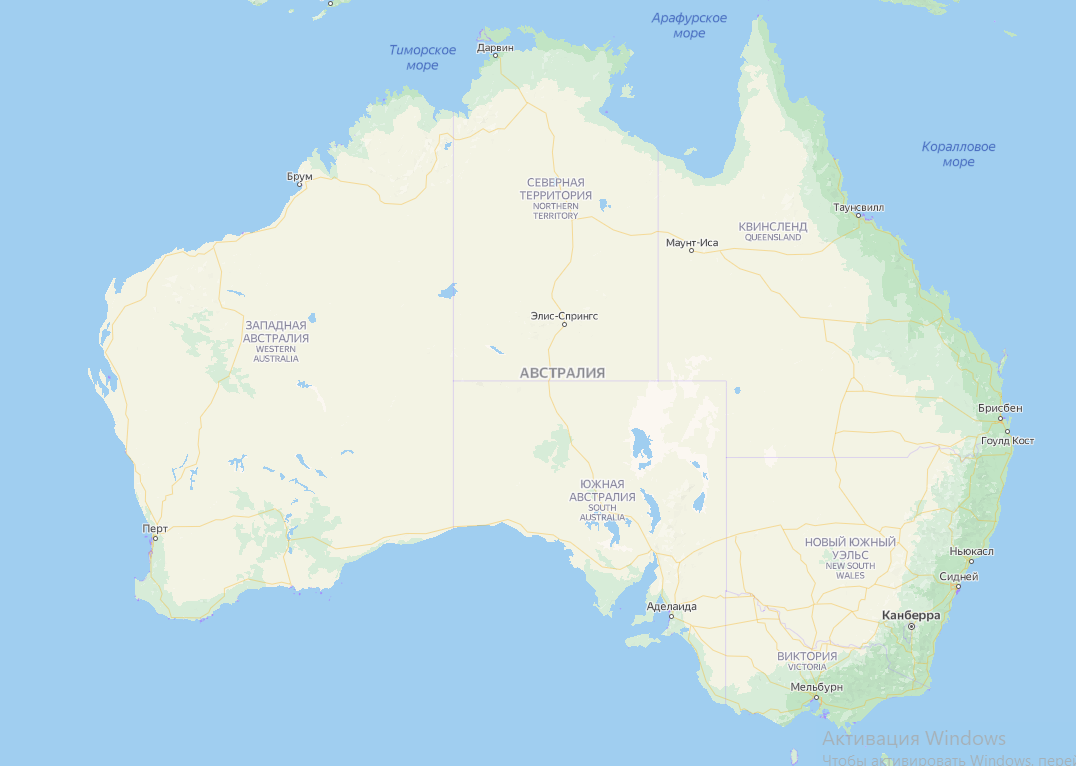 Арафурское
море
Дарвин
Тиморское
море
Коралловое
море
Брум
СЕВЕРНАЯ
ТЕРРИТОРИЯ
NORTHERN
TERRITORY
Таунсвилл
КВИНСЛЕНД
QUEENSLAND
Маунт-Иса
Элис-Спрингс
ЗАПАДНАЯ
АВСТРАЛИЯ
WESTERN
AUSTRALIA
АВСТРАЛИЯ
Брисбен
Гоулд Кост
ЮЖНАЯ
АВСТРАЛИЯ
SOUTH
AUSTRALIA
Перт
НОВЫЙ ЮЖНЫЙ
УЭЛЬС
NEW SOUTH
WALES
Ньюкасл
Сидней
Аделаида
Канберра
ВИКТОРИЯ
VICTORIA
Мельбурн
Активация Windows
Чтобы активировать Windows, пере